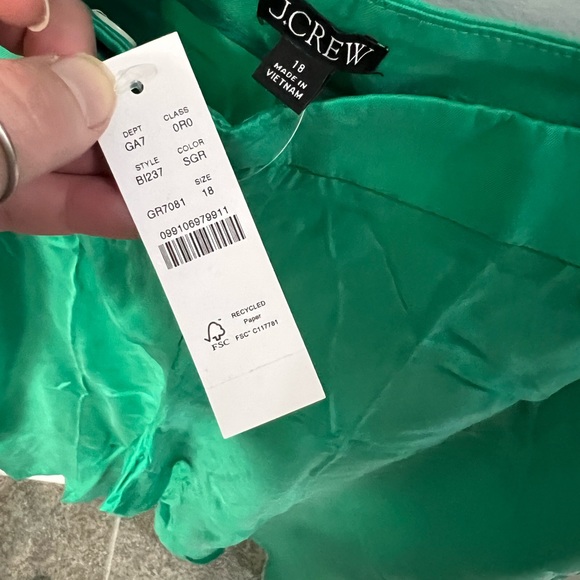 J.CREW
18
MADE IN
VIETNAM
DEPT CLASS
GA7 0R0
STYLE COLOR
BI237 SGR
SIZE
GR7081 18
099106979911
RECYCLED
Paper
FSC™ C117781
FSC